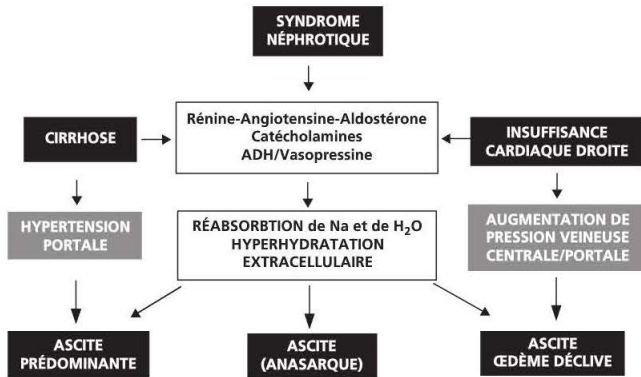 SYNDROME
NÉPHROTIQUE
CIRRHOSE
Rénine-Angiotensine-Aldostérone
Catécholamines
ADH/Vasopressine
INSUFFISANCE
CARDIAQUE DROITE
HYPERTENSION
PORTALE
RÉABSORBTION de Na et de H₂O
HYPERHYDRATATION
EXTRACELLULAIRE
AUGMENTATION DE
PRESSION VEINEUSE
CENTRALE/PORTALE
ASCITE
PRÉDOMINANTE
ASCITE
(ANASARQUE)
ASCITE
ŒDÈME DÉCLIVE